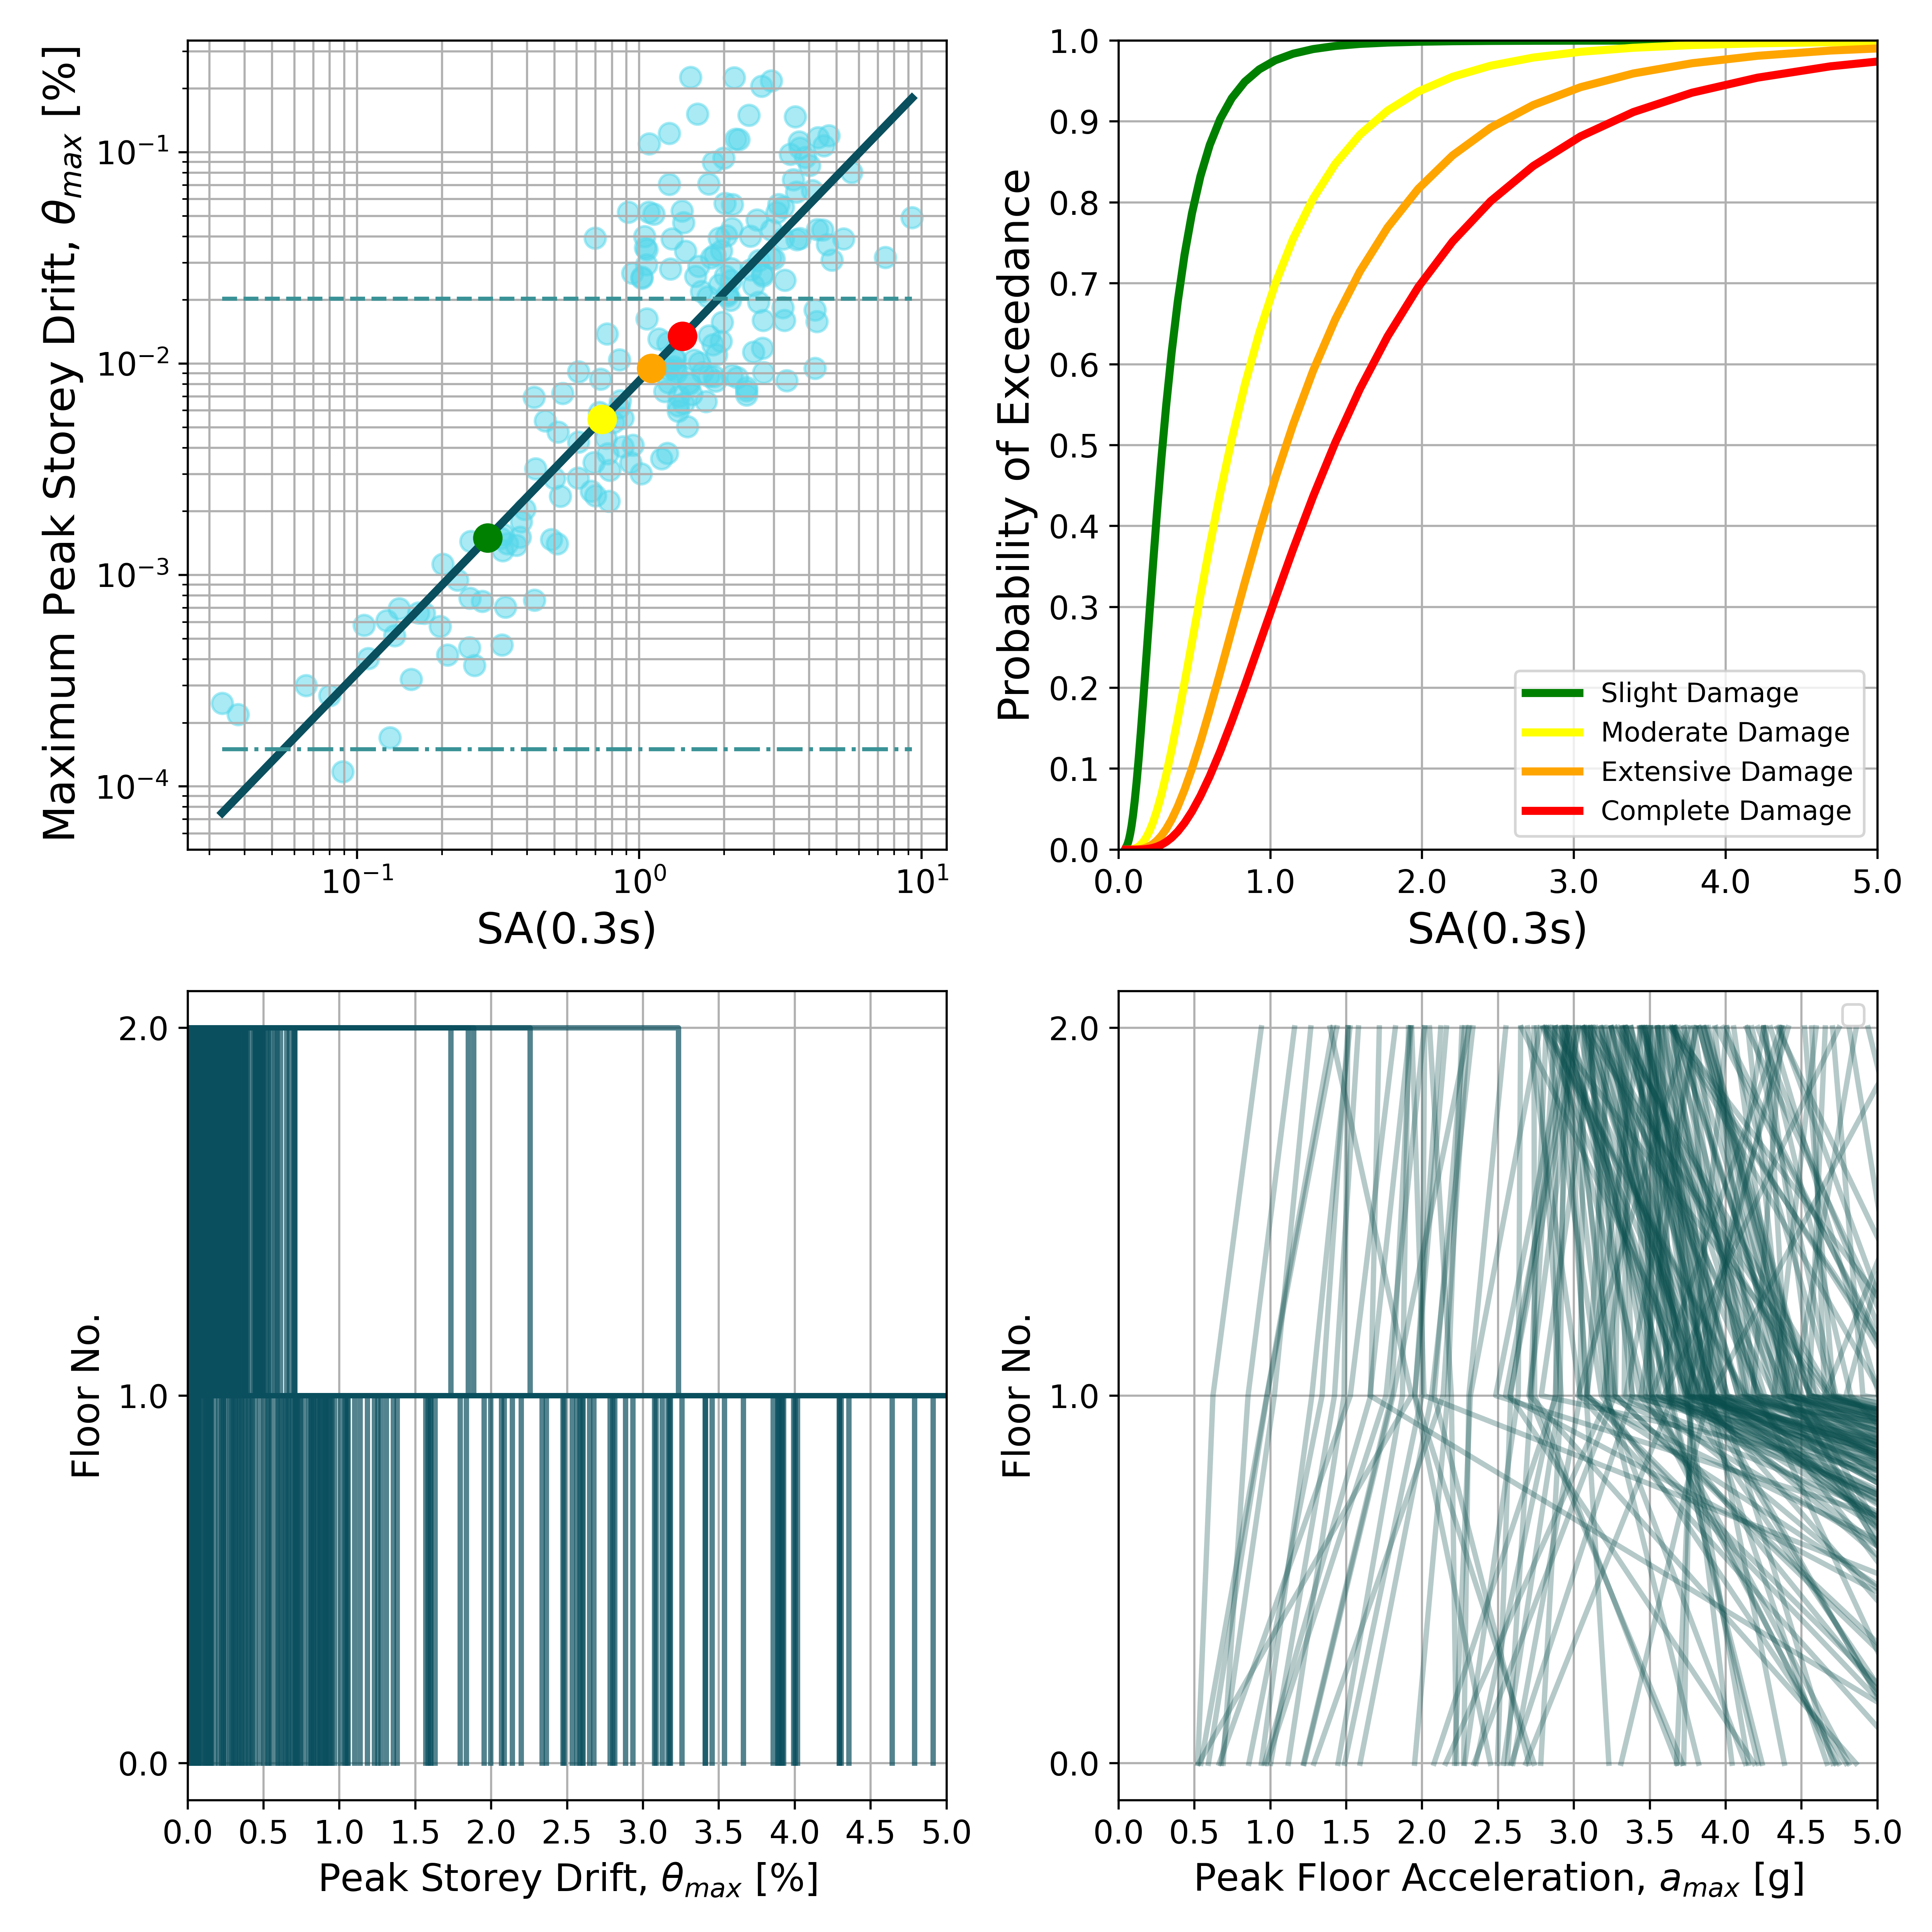 Maximum Peak Storey Drift, θmax [%]
10⁻¹
10⁻²
10⁻³
10⁻⁴
10⁻¹ 10⁰ 10¹
SA(0.3s)
Probability of Exceedance
1.0
0.9
0.8
0.7
0.6
0.5
0.4
0.3
0.2
0.1
0.0
Slight Damage
Moderate Damage
Extensive Damage
Complete Damage
0.0 1.0 2.0 3.0 4.0 5.0
SA(0.3s)
Floor No.
2.0
1.0
0.0
0.0 0.5 1.0 1.5 2.0 2.5 3.0 3.5 4.0 4.5 5.0
Peak Storey Drift, θmax [%]
Floor No.
2.0
1.0
0.0
0.0 0.5 1.0 1.5 2.0 2.5 3.0 3.5 4.0 4.5 5.0
Peak Floor Acceleration, amax [g]